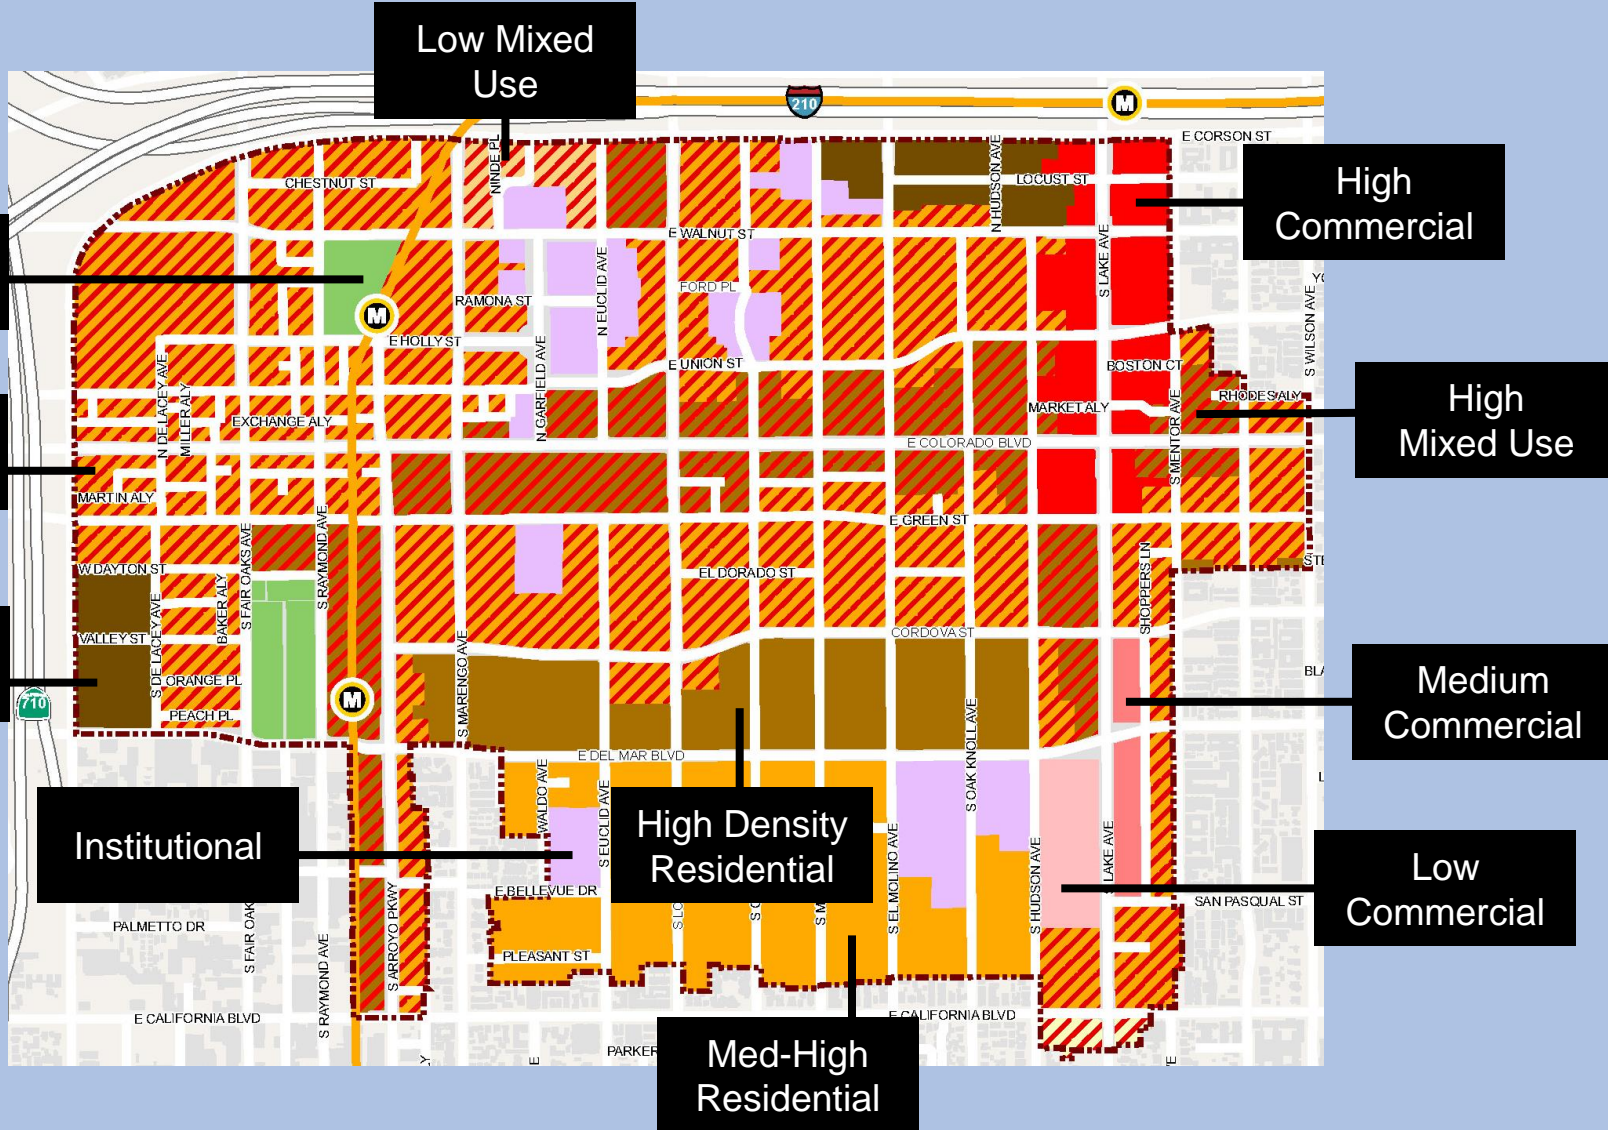 Low Mixed
Use
210
M
E CORSON ST
NINDE PL
N HUDSON AVE
CHESTNUT ST
LOCUST ST
High
Commercial
E WALNUT ST
S LAKE AVE
N EUCLID AVE
FORD PL
RAMONA ST
S WILSON AVE
M
E HOLLY ST
N GARFIELD AVE
E UNION ST
BOSTON CT
N DE LACEY AVE
MILLER ALY
RHODES ALY
MARKET ALY
S MENTOR AVE
High
Mixed Use
EXCHANGE ALY
E COLORADO BLVD
MARTIN ALY
E GREEN ST
S FAIR OAKS AVE
S RAYMOND AVE
W DAYTON ST
EL DORADO ST
SHOPPERS LN
S DE LACEY AVE
BAKER ALY
VALLEY ST
CORDOVA ST
S MARENGO AVE
ORANGE PL
710
M
PEACH PL
Medium
Commercial
S OAK KNOLL AVE
E DEL MAR BLVD
WALDO AVE
S EUCLID AVE
Institutional
High Density
Residential
S EL MOLINO AVE
S HUDSON AVE
LAKE AVE
Low
Commercial
E BELLEVUE DR
SAN PASQUAL ST
S ARROYO PKWY
PALMETTO DR
S FAIR OAK
S RAYMOND AVE
PLEASANT ST
E CALIFORNIA BLVD
E CALIFORNIA BLVD
PARKER
Med-High
Residential